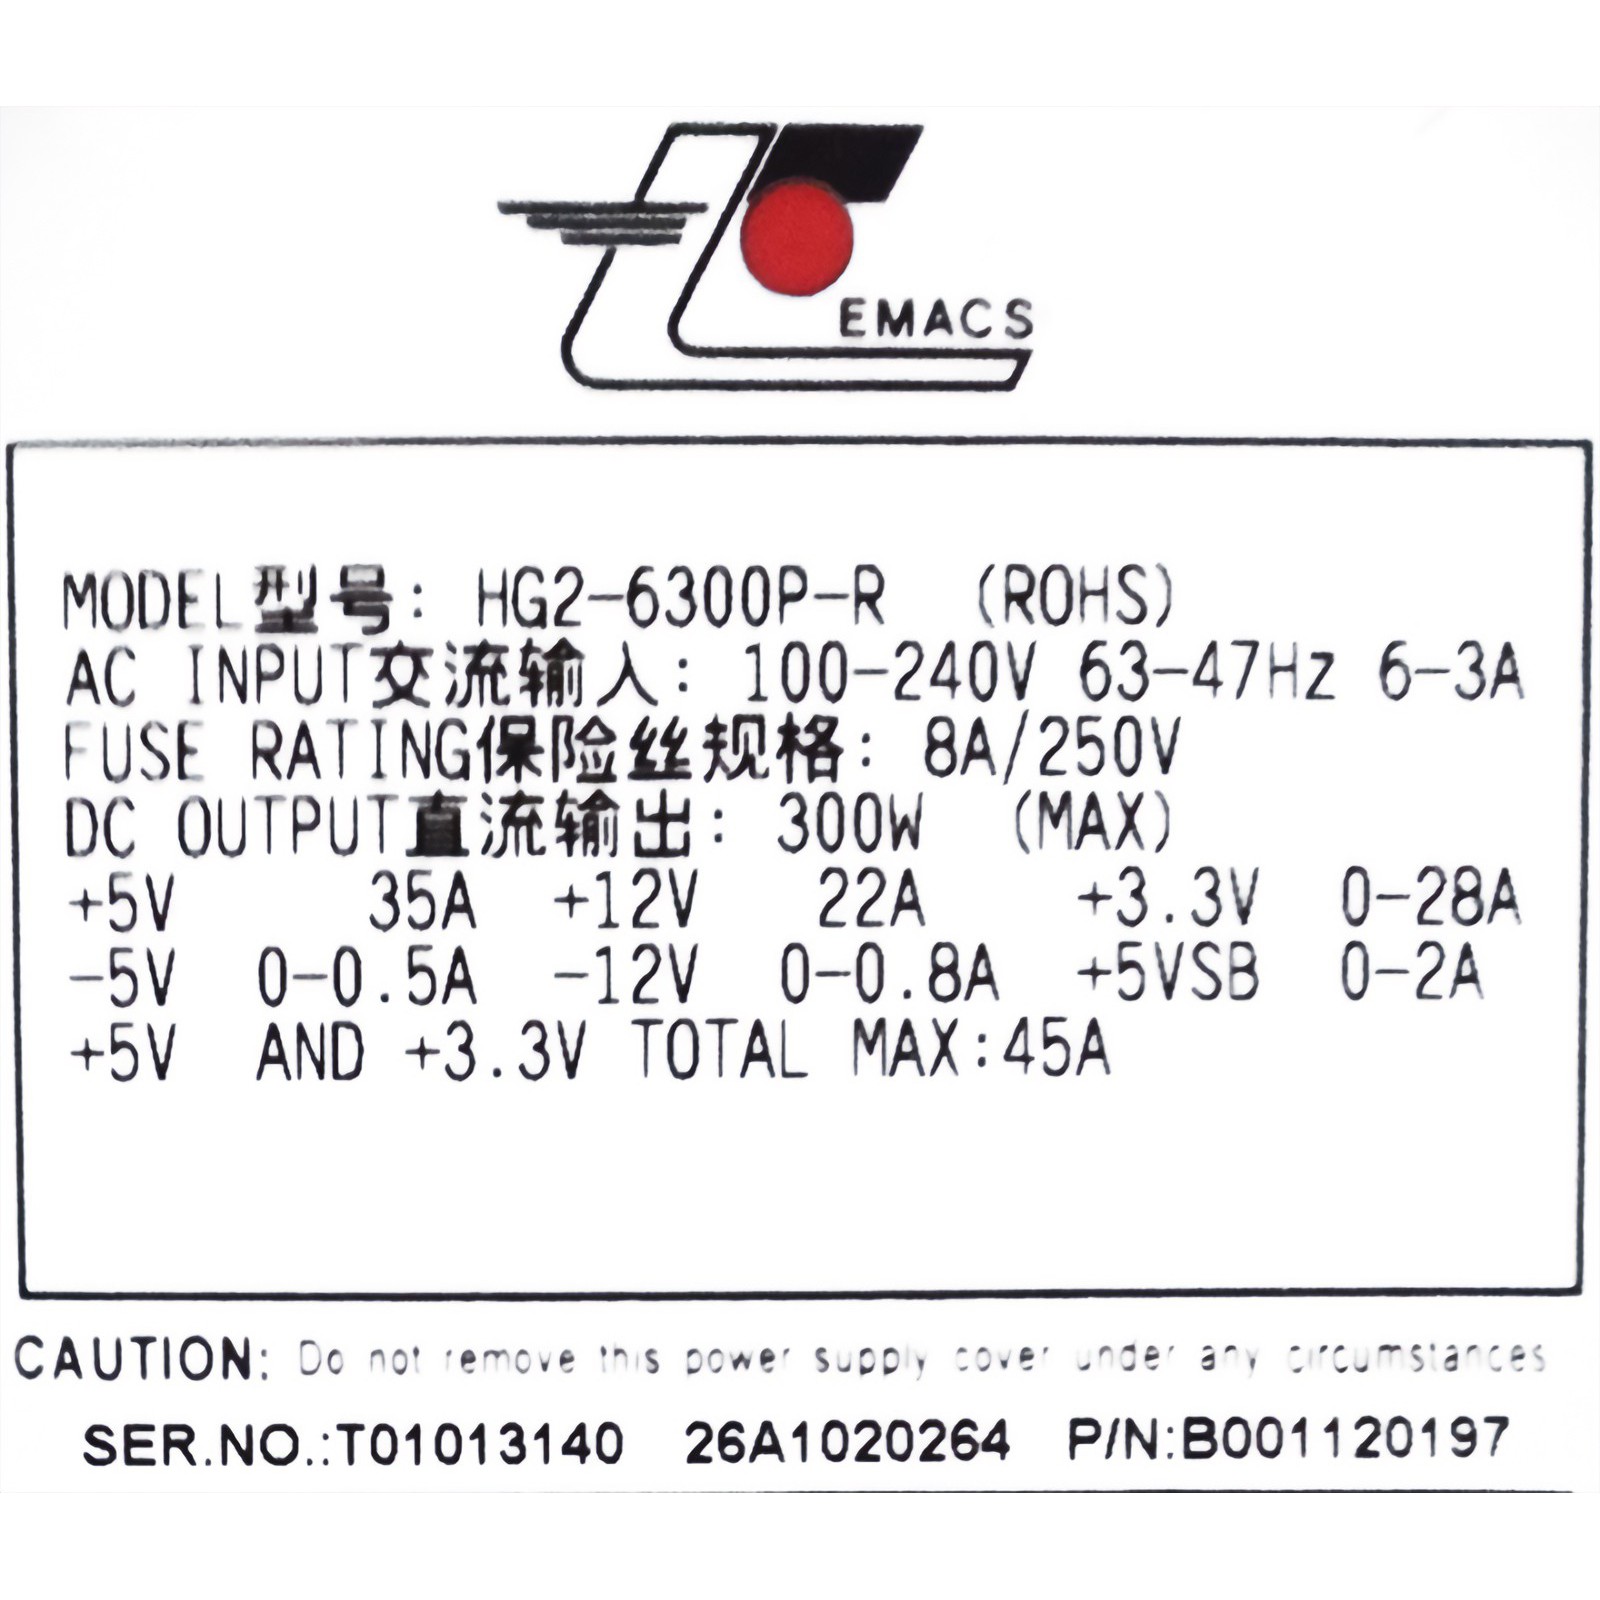 EMACS
MODEL型号: HG2-6300P-R (ROHS)
AC INPUT交流输入: 100-240V 63-47Hz 6-3A
FUSE RATING保险丝规格: 8A/250V
DC OUTPUT直流输出: 300W (MAX)
+5V 35A +12V 22A +3.3V 0-28A
-5V 0-0.5A -12V 0-0.8A +5VSB 0-2A
+5V AND +3.3V TOTAL MAX:45A
CAUTION: Do not remove this power supply cover under any circumstances
SER.NO.:T01013140 26A1020264 P/N:B001120197